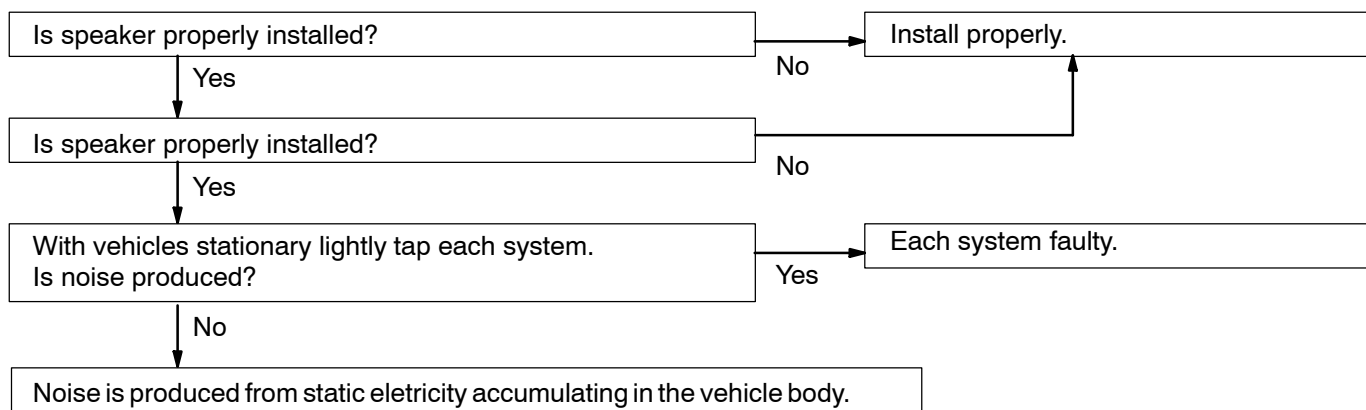 Is speaker properly installed?
Install properly.
No
Yes
Is speaker properly installed?
No
Yes
With vehicles stationary lightly tap each system.
Is noise produced?
Each system faulty.
Yes
No
Noise is produced from static eletricity accumulating in the vehicle body.